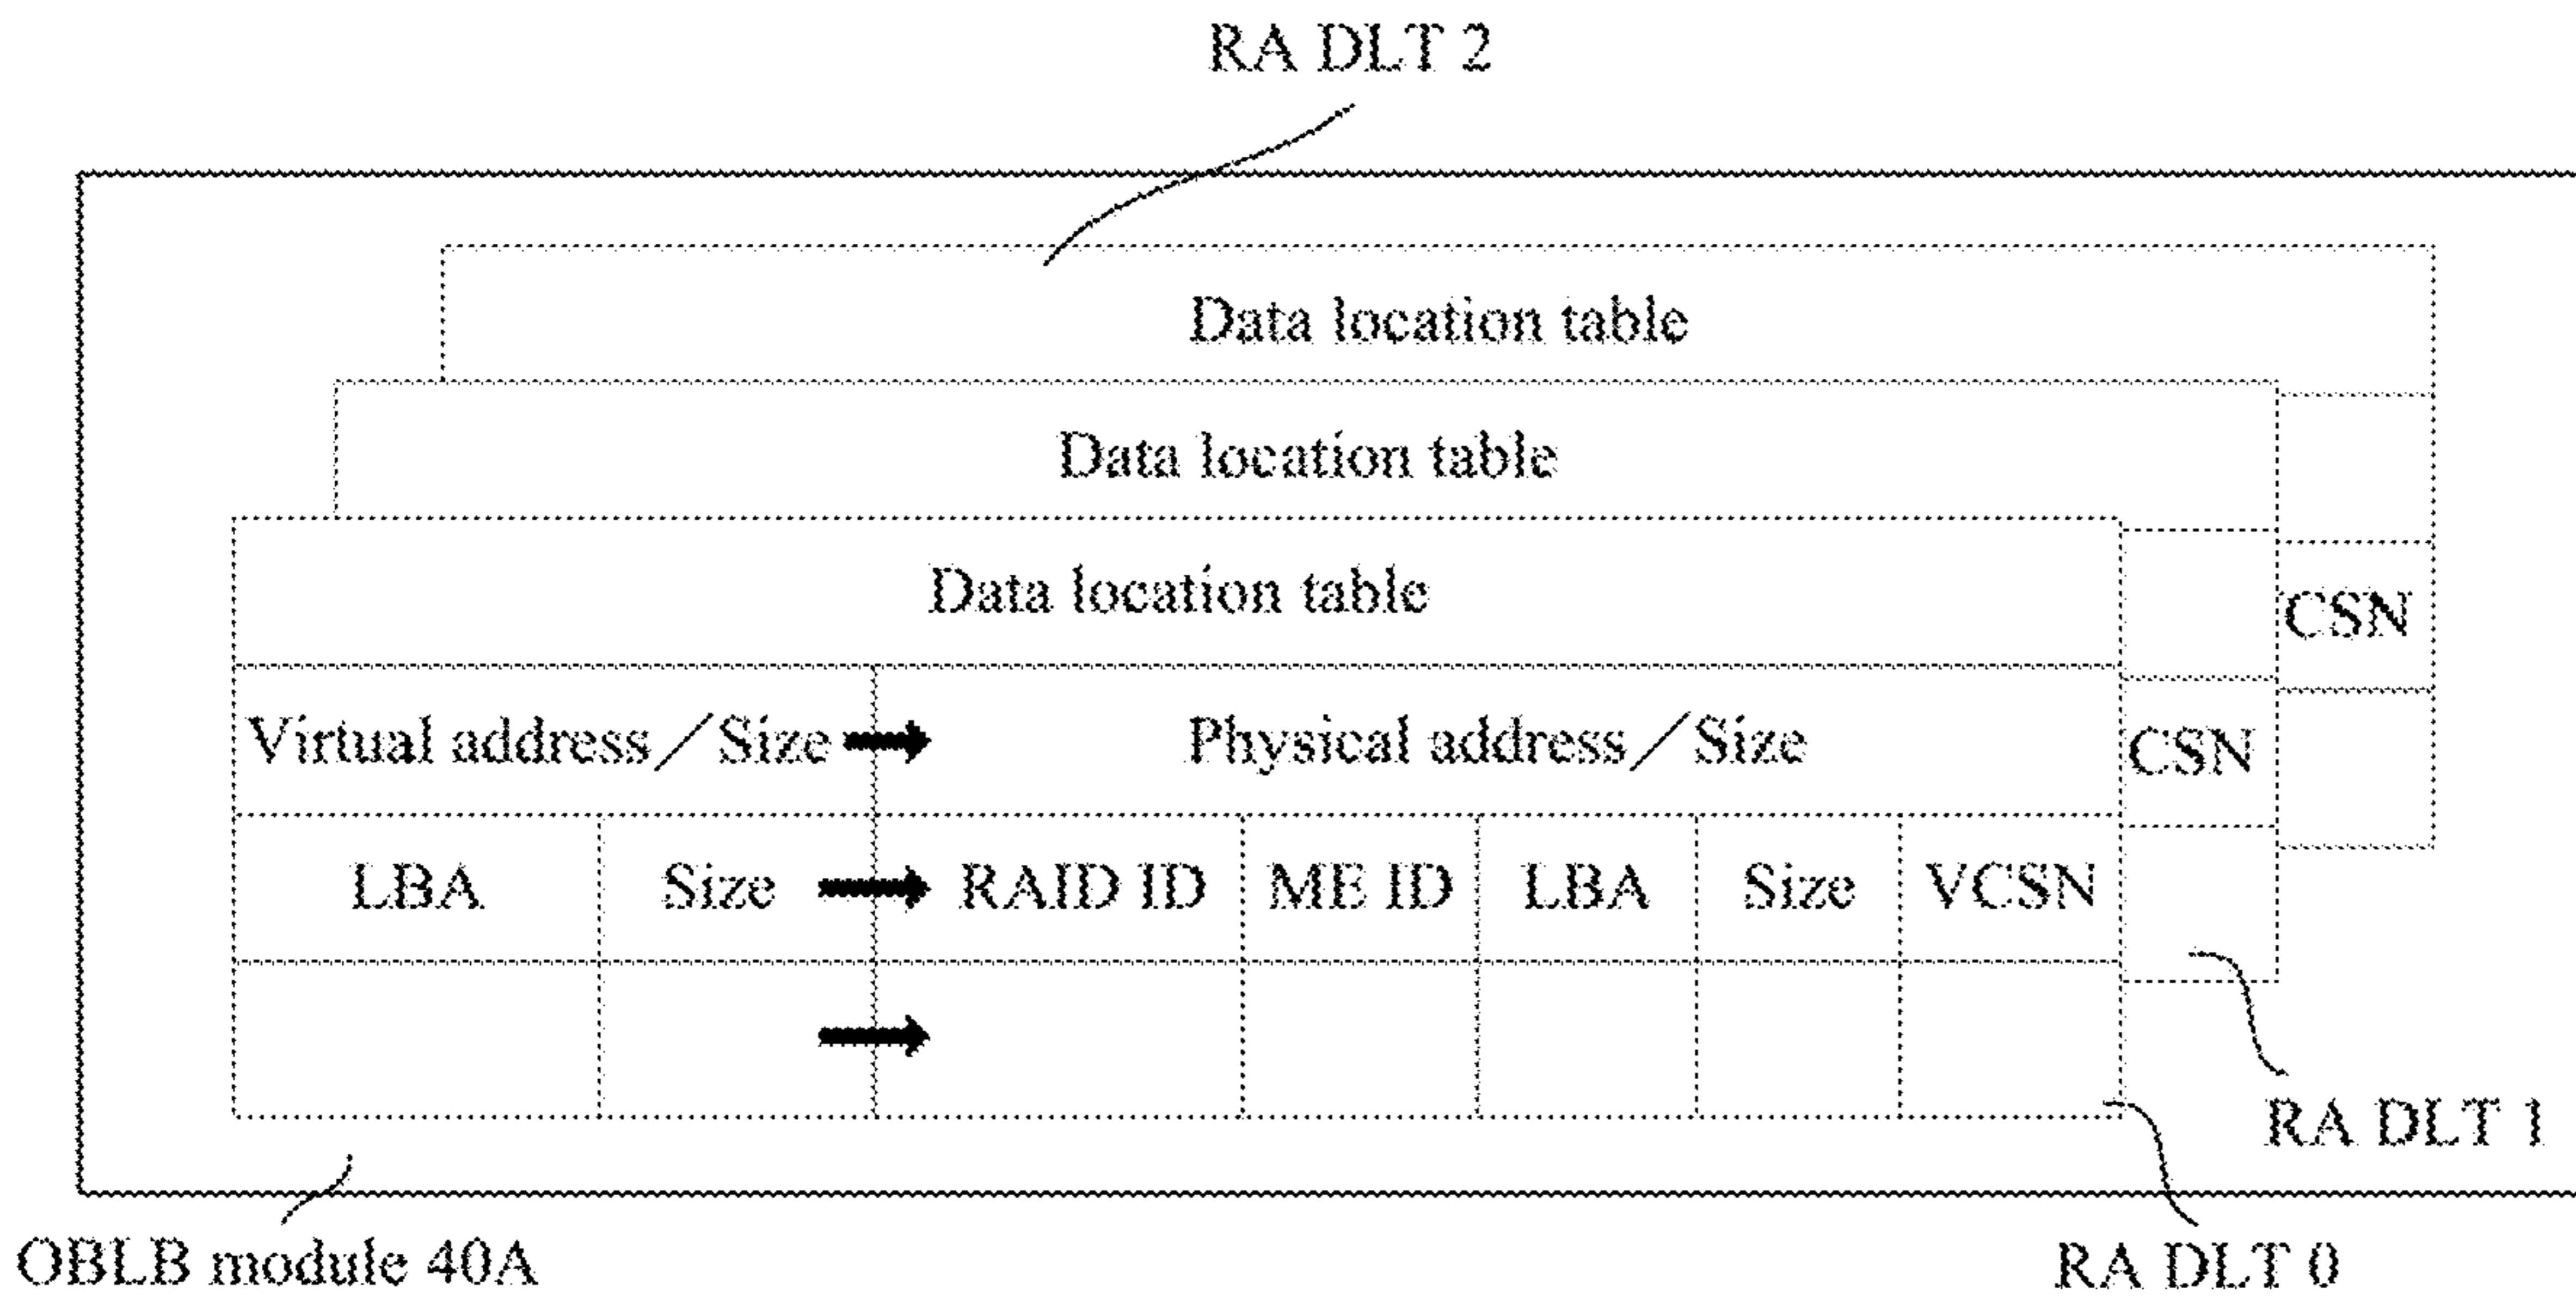 RA DLT 2
Data location table
Data location table
Data location table
CSN
Virtual address／Size
Physical address／Size
CSN
LBA
Size
RAID ID
ME ID
LBA
Size
VCSN
RA DLT 1
OBLB module 40A
RA DLT 0